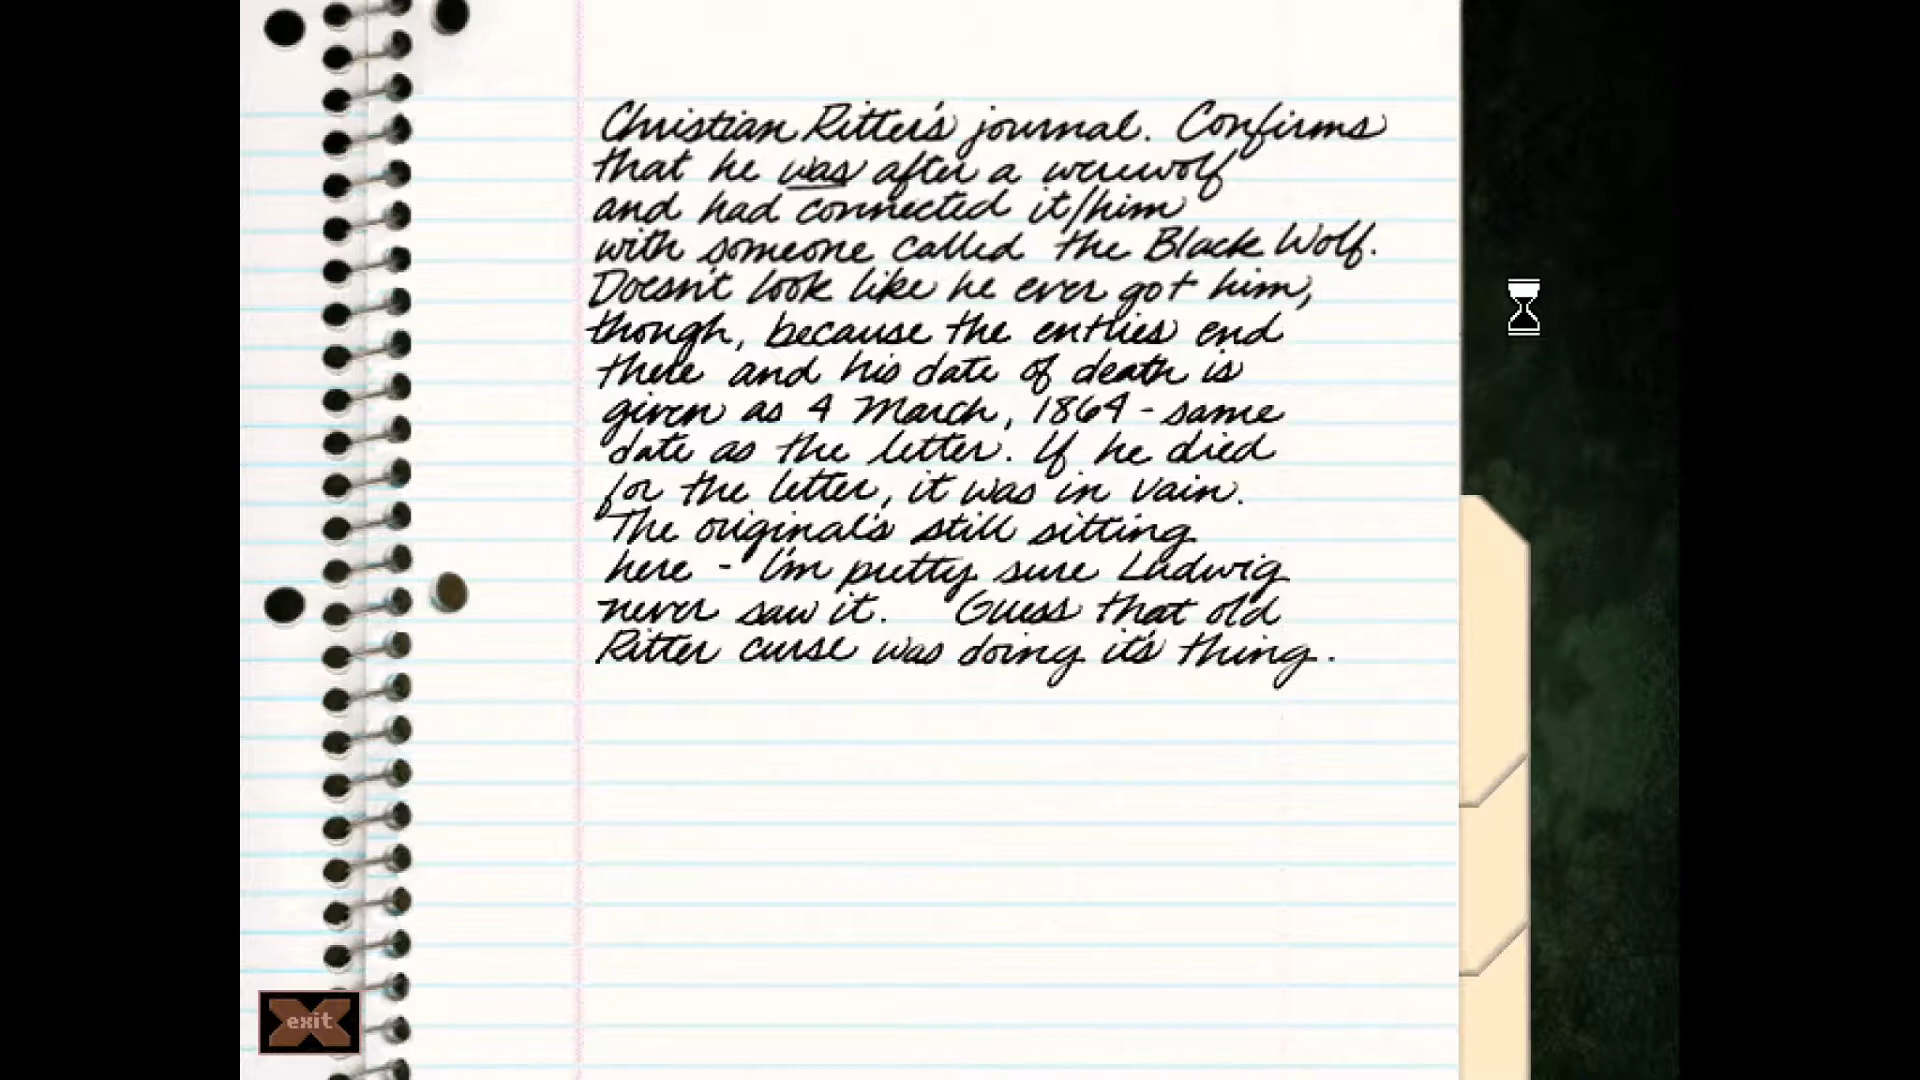 Christian Ritter's journal. Confirms
that he was after a werewolf
and had connected it/him
with someone called the Black Wolf.
Doesn't look like he ever got him,
though, because the entries end
there and his date of death is
given as 4 March, 1864 - same
date as the letter. If he died
for the letter, it was in vain.
The original's still sitting
here - I'm pretty sure Ludwig
never saw it. Guess that old
Ritter curse was doing it's thing.
exit